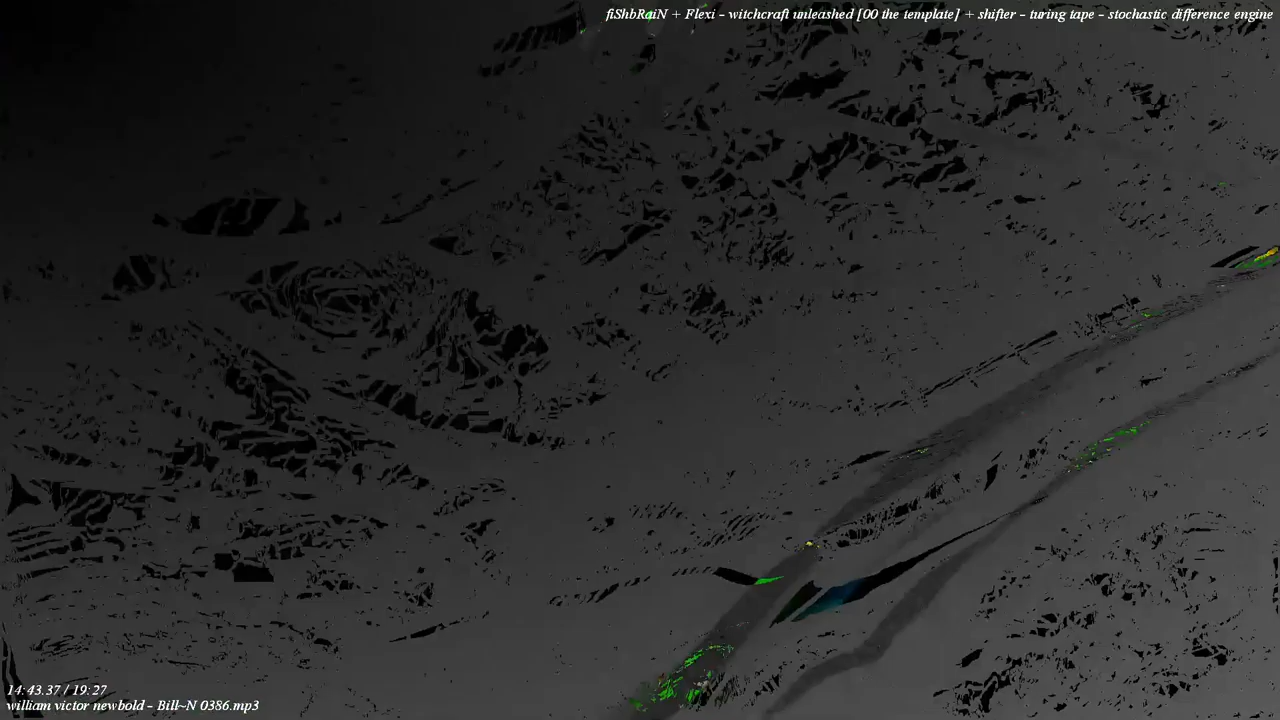 fiShbRaiN + Flexi - witchcraft unleashed [00 the template] + shifter - turing tape - stochastic difference engine
14:43.37 / 19:27
william victor newbold - Bill~N 0386.mp3